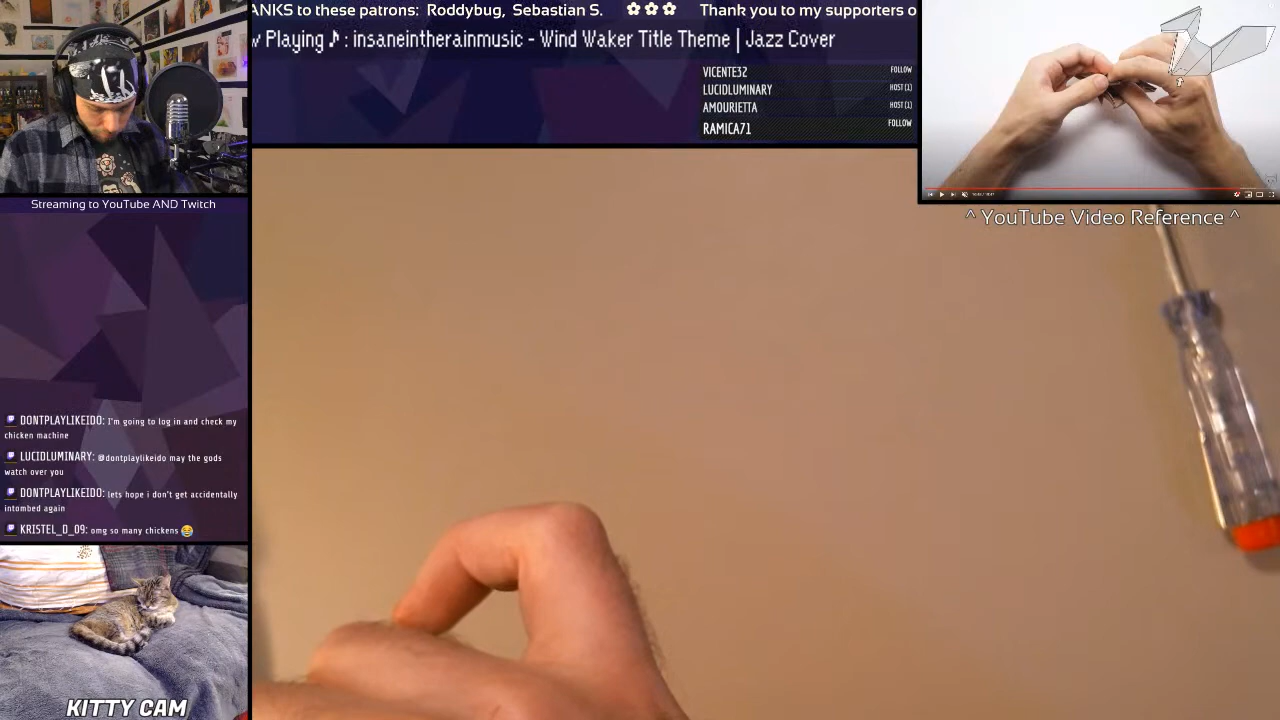 ANKS to these patrons: Roddybug, Sebastian S. ✿ ✿ ✿ Thank you to my supporters o
w Playing ♪ : insaneintherainmusic - Wind Waker Title Theme | Jazz Cover
VICENTE32 FOLLOW
LUCIDLUMINARY HOST(1)
AMOURIETTA HOST(1)
RAMICA71 FOLLOW
Streaming to YouTube AND Twitch
^ YouTube Video Reference ^
DONTPLAYLIKEIDO: I'm going to log in and check my
chicken machine
LUCIDLUMINARY: @dontplaylikeido may the gods
watch over you
DONTPLAYLIKEIDO: lets hope i don't get accidentally
intombed again
KRISTEL_D_09: omg so many chickens 😂
KITTY CAM